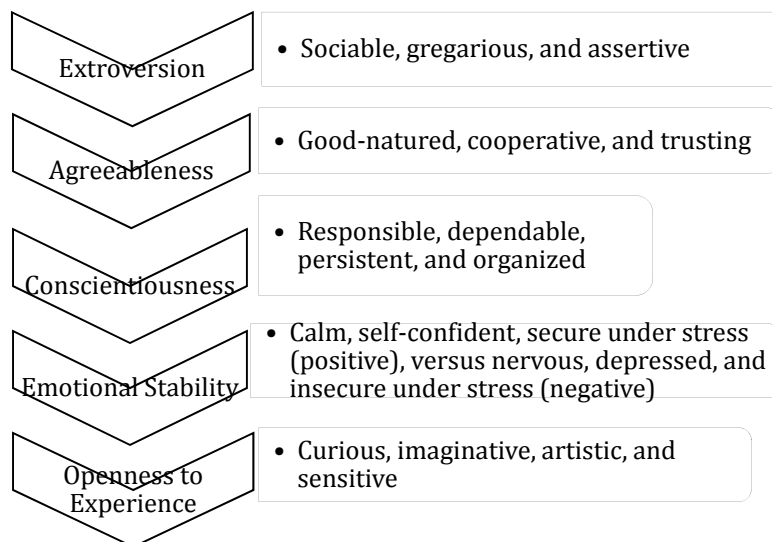 Extroversion
• Sociable, gregarious, and assertive
Agreeableness
• Good-natured, cooperative, and trusting
Conscientiousness
• Responsible, dependable,
persistent, and organized
Emotional Stability
• Calm, self-confident, secure under stress
(positive), versus nervous, depressed, and
insecure under stress (negative)
Openness to
Experience
• Curious, imaginative, artistic, and
sensitive